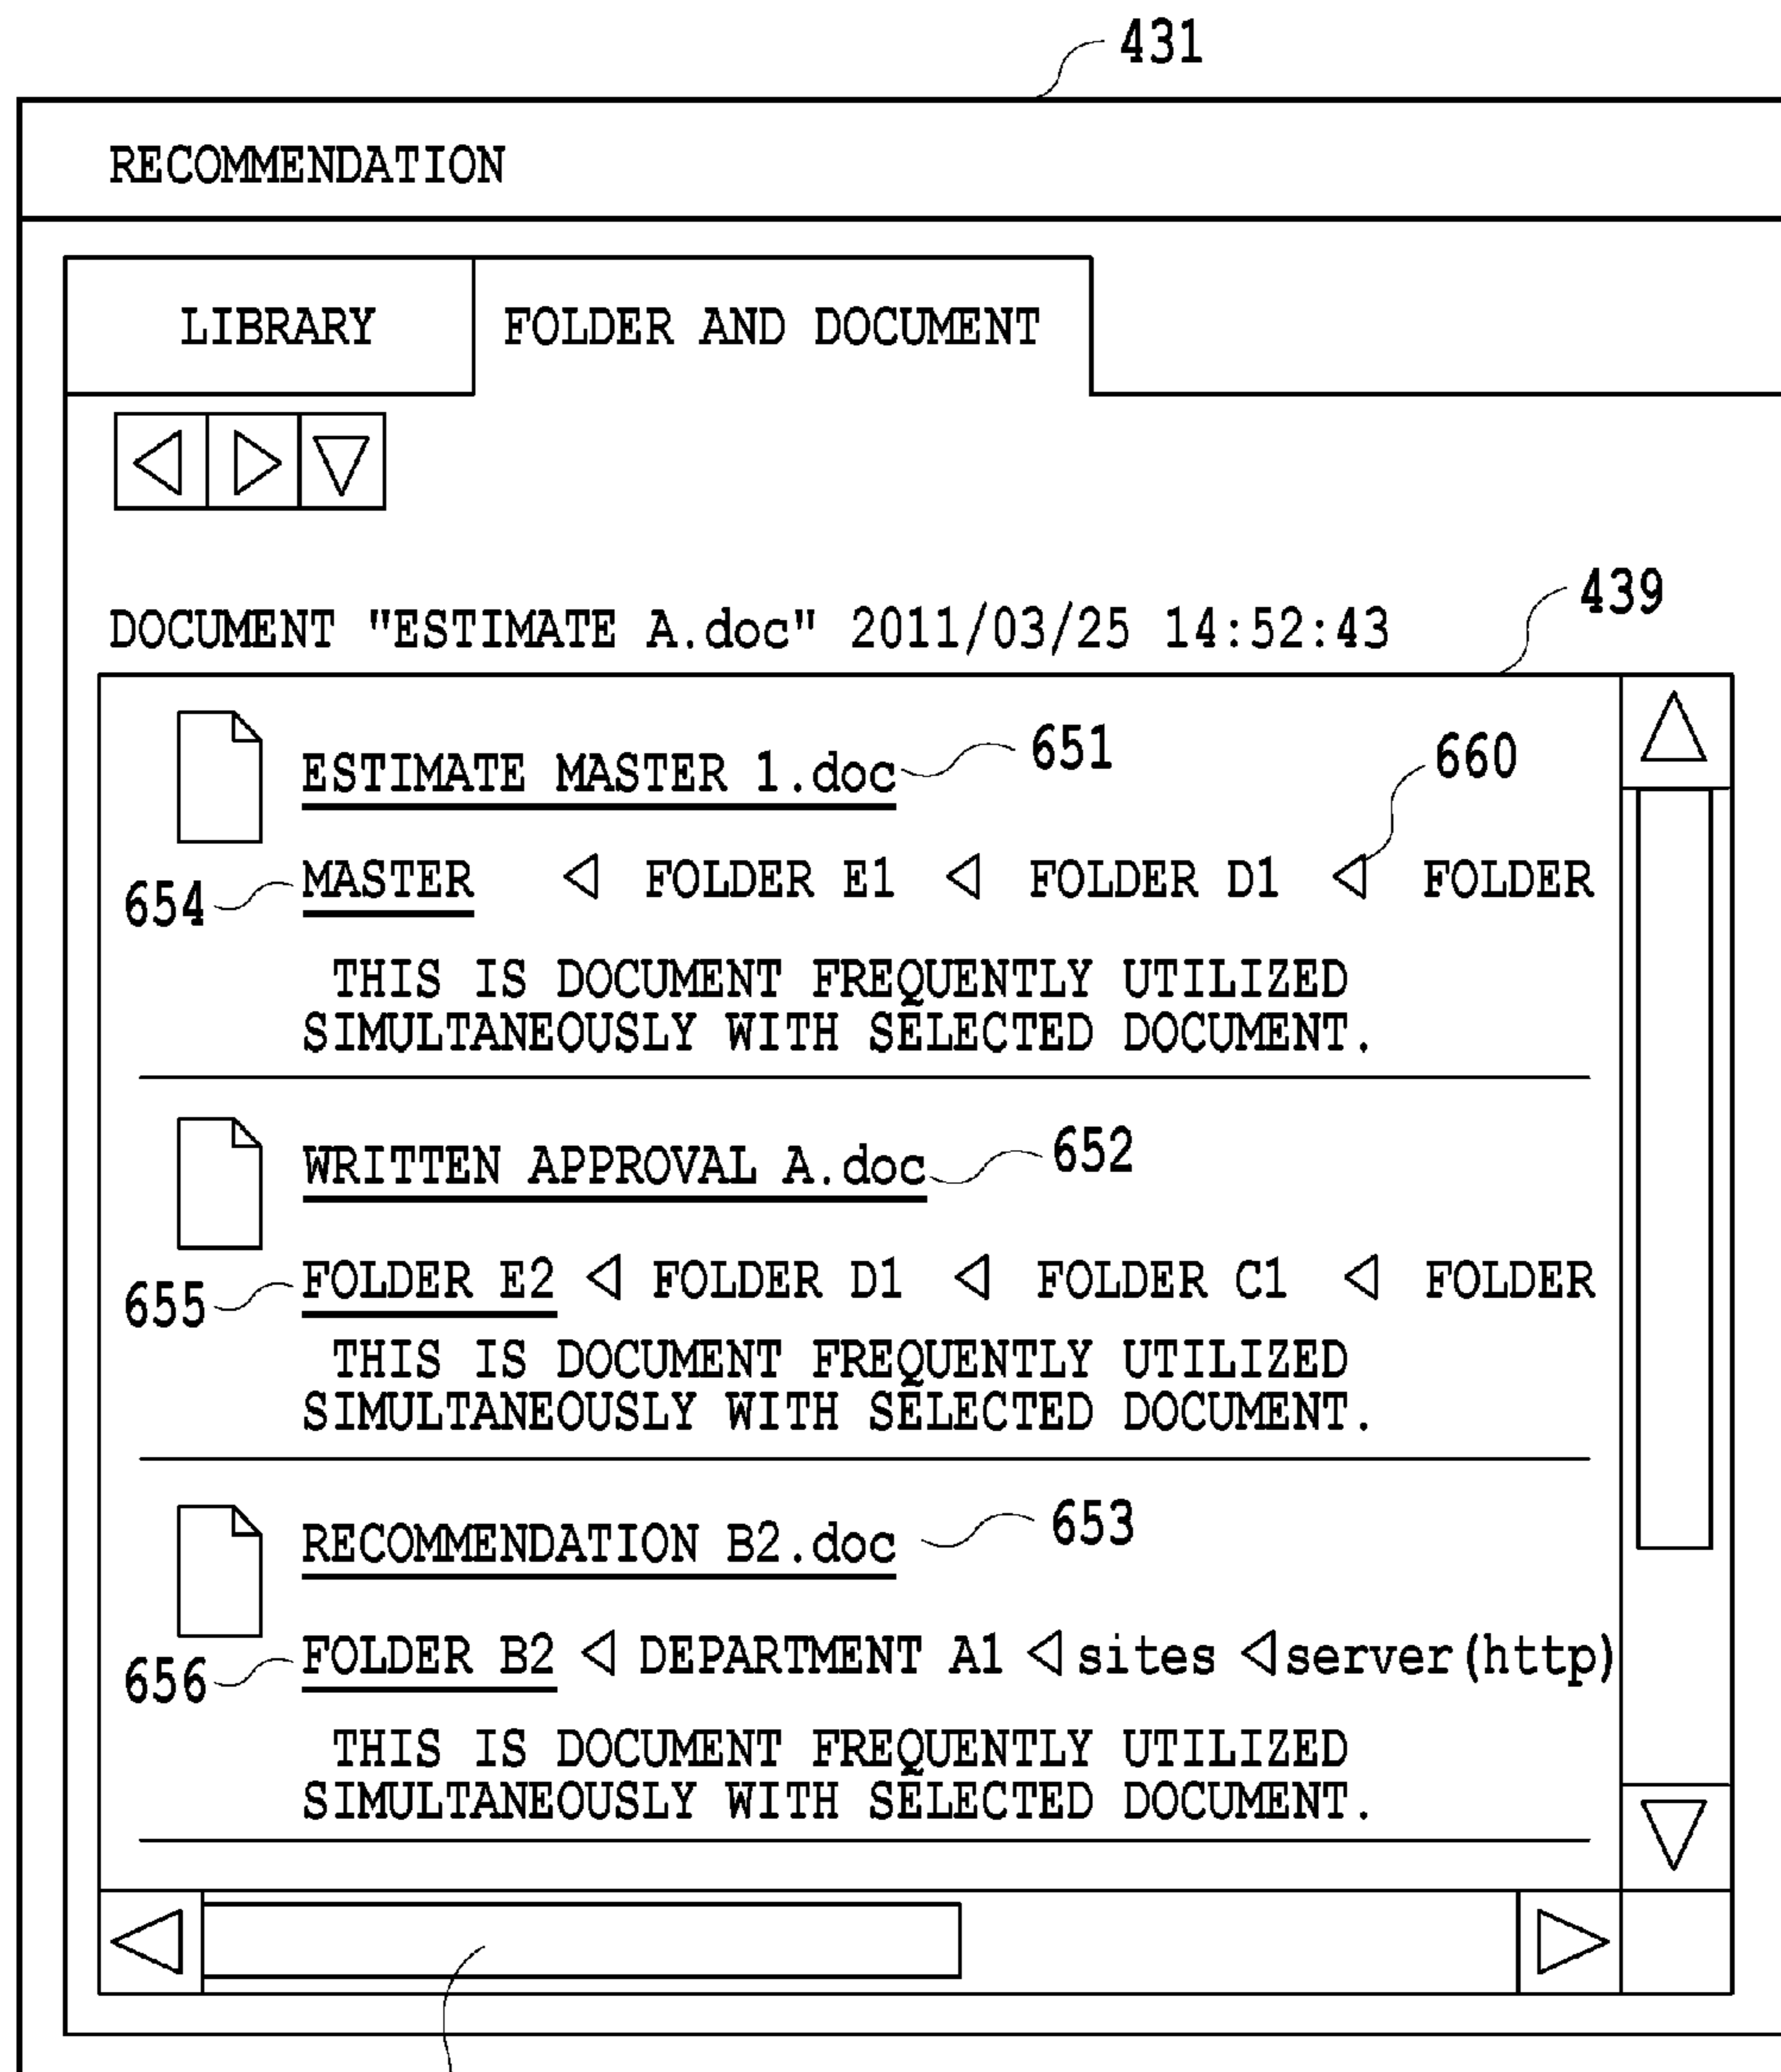 431
RECOMMENDATION
LIBRARY FOLDER AND DOCUMENT
439
DOCUMENT "ESTIMATE A.doc" 2011/03/25 14:52:43
ESTIMATE MASTER 1.doc 651
660
654 MASTER ◁ FOLDER E1 ◁ FOLDER D1 ◁ FOLDER
THIS IS DOCUMENT FREQUENTLY UTILIZED
SIMULTANEOUSLY WITH SELECTED DOCUMENT.
WRITTEN APPROVAL A.doc 652
655 FOLDER E2 ◁ FOLDER D1 ◁ FOLDER C1 ◁ FOLDER
THIS IS DOCUMENT FREQUENTLY UTILIZED
SIMULTANEOUSLY WITH SELECTED DOCUMENT.
RECOMMENDATION B2.doc 653
656 FOLDER B2 ◁ DEPARTMENT A1 ◁ sites ◁ server(http)
THIS IS DOCUMENT FREQUENTLY UTILIZED
SIMULTANEOUSLY WITH SELECTED DOCUMENT.